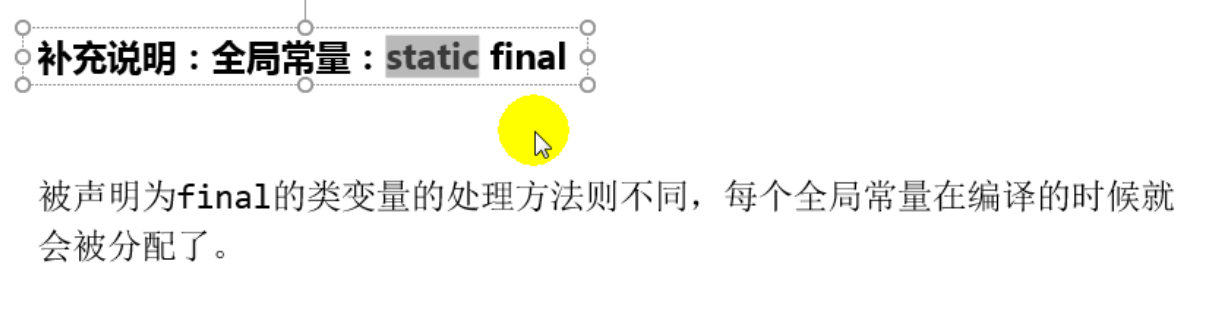 补充说明：全局常量：static final
被声明为final的类变量的处理方法则不同，每个全局常量在编译的时候就
会被分配了。